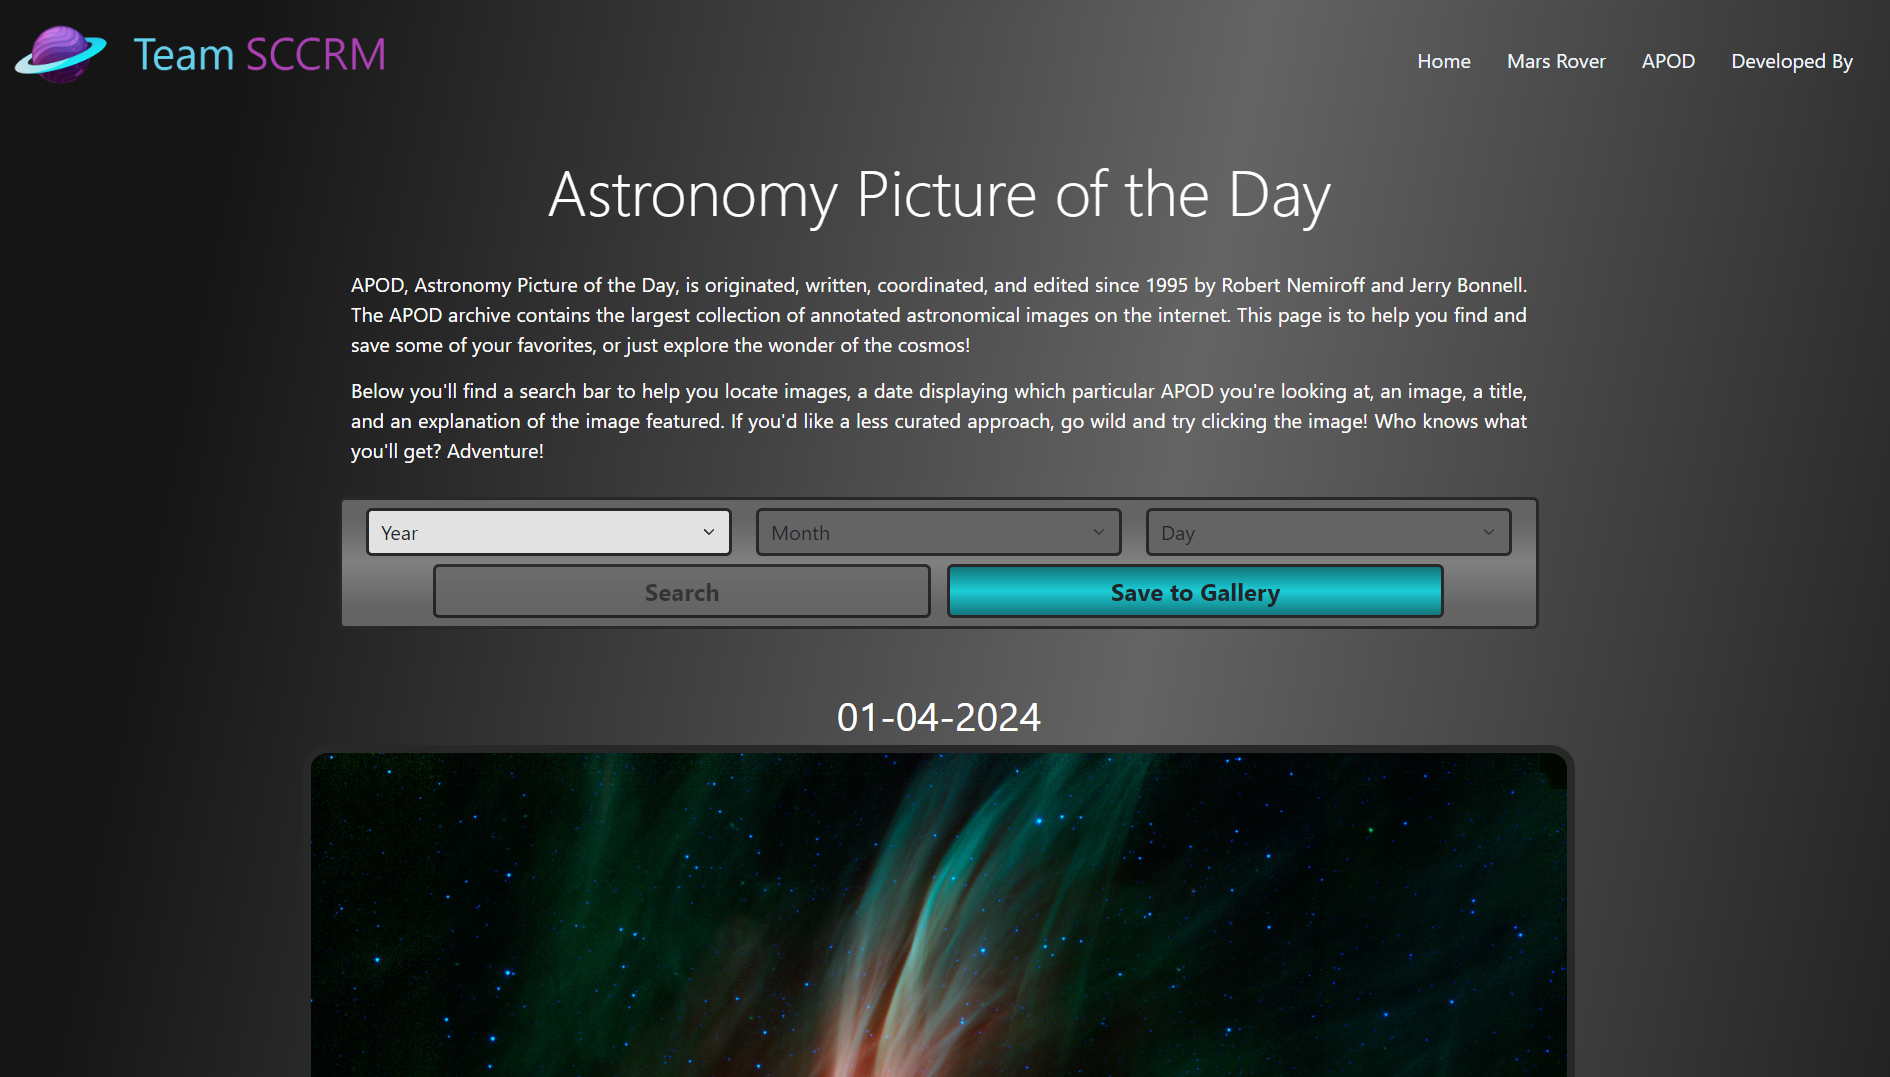 Team SCCRM
Home Mars Rover APOD Developed By
Astronomy Picture of the Day
APOD, Astronomy Picture of the Day, is originated, written, coordinated, and edited since 1995 by Robert Nemiroff and Jerry Bonnell.
The APOD archive contains the largest collection of annotated astronomical images on the internet. This page is to help you find and
save some of your favorites, or just explore the wonder of the cosmos!
Below you'll find a search bar to help you locate images, a date displaying which particular APOD you're looking at, an image, a title,
and an explanation of the image featured. If you'd like a less curated approach, go wild and try clicking the image! Who knows what
you'll get? Adventure!
Year Month Day
Search Save to Gallery
01-04-2024